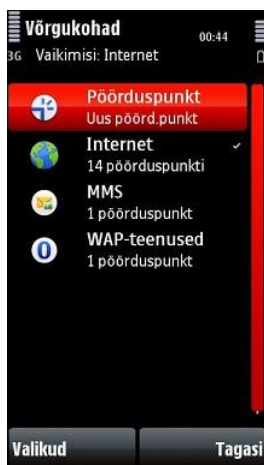 Võrgukohad 00:44
3G Vaikimisi: Internet
Pöörduspunkt
Uus pöörd.punkt
Internet
14 pöörduspunkti
MMS
1 pöörduspunkt
WAP-teenused
1 pöörduspunkt
Valikud Tagasi